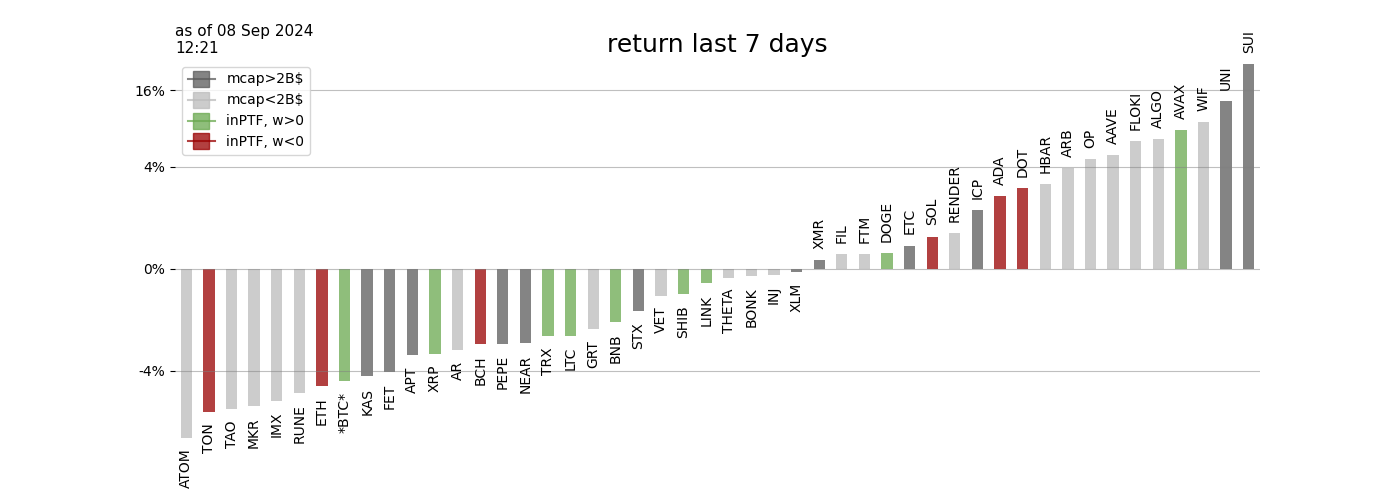 as of 08 Sep 2024
12:21
return last 7 days
mcap>2B$
mcap<2B$
inPTF, w>0
inPTF, w<0
16%
4%
0%
-4%
ATOM
TON
TAO
MKR
IMX
RUNE
ETH
*BTC*
KAS
FET
APT
XRP
AR
BCH
PEPE
NEAR
TRX
LTC
GRT
BNB
STX
VET
SHIB
LINK
THETA
BONK
INJ
XLM
XMR
FIL
FTM
DOGE
ETC
SOL
RENDER
ICP
ADA
DOT
HBAR
ARB
OP
AAVE
FLOKI
ALGO
AVAX
WIF
UNI
SUI